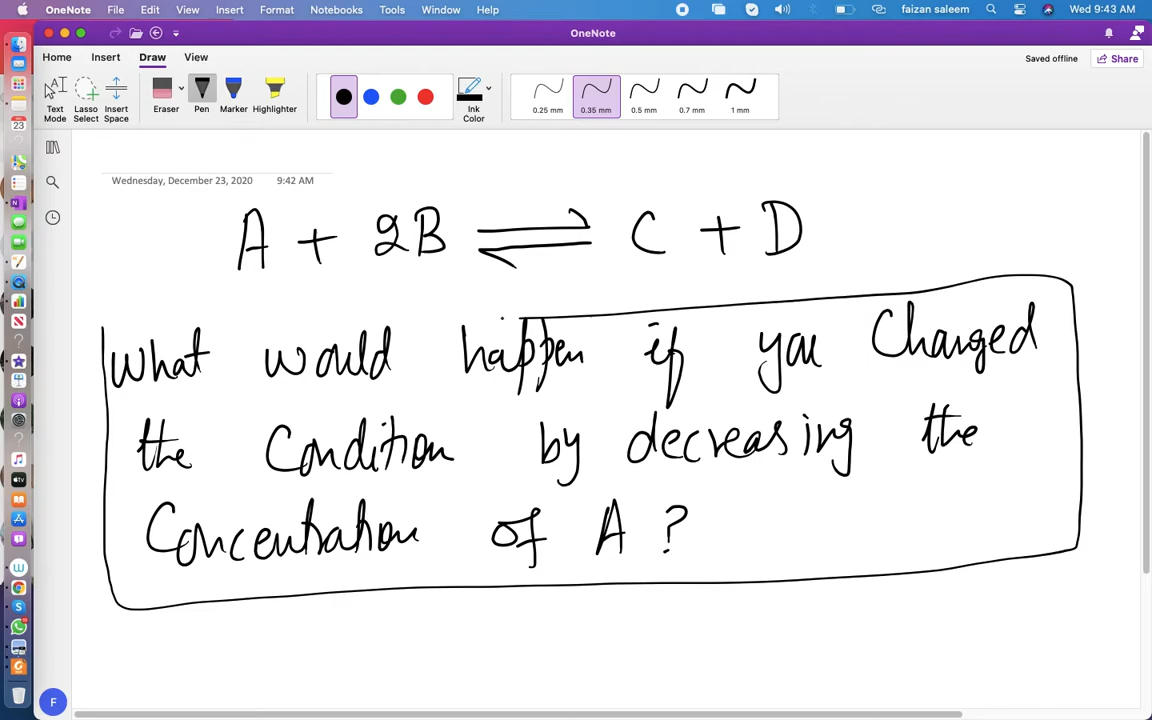 OneNote File Edit View Insert Format Notebooks Tools Window Help faizan saleem Wed 9:43 AM
OneNote
Home Insert Draw View Saved offline Share
Text Mode Lasso Select Insert Space Eraser Pen Marker Highlighter Ink Color 0.25 mm 0.35 mm 0.5 mm 0.7 mm 1 mm
23
Wednesday, December 23, 2020 9:42 AM
A + 2B ⇌ C + D
What would happen if you Changed
the Condition by decreasing the
Concentration of A ?
F